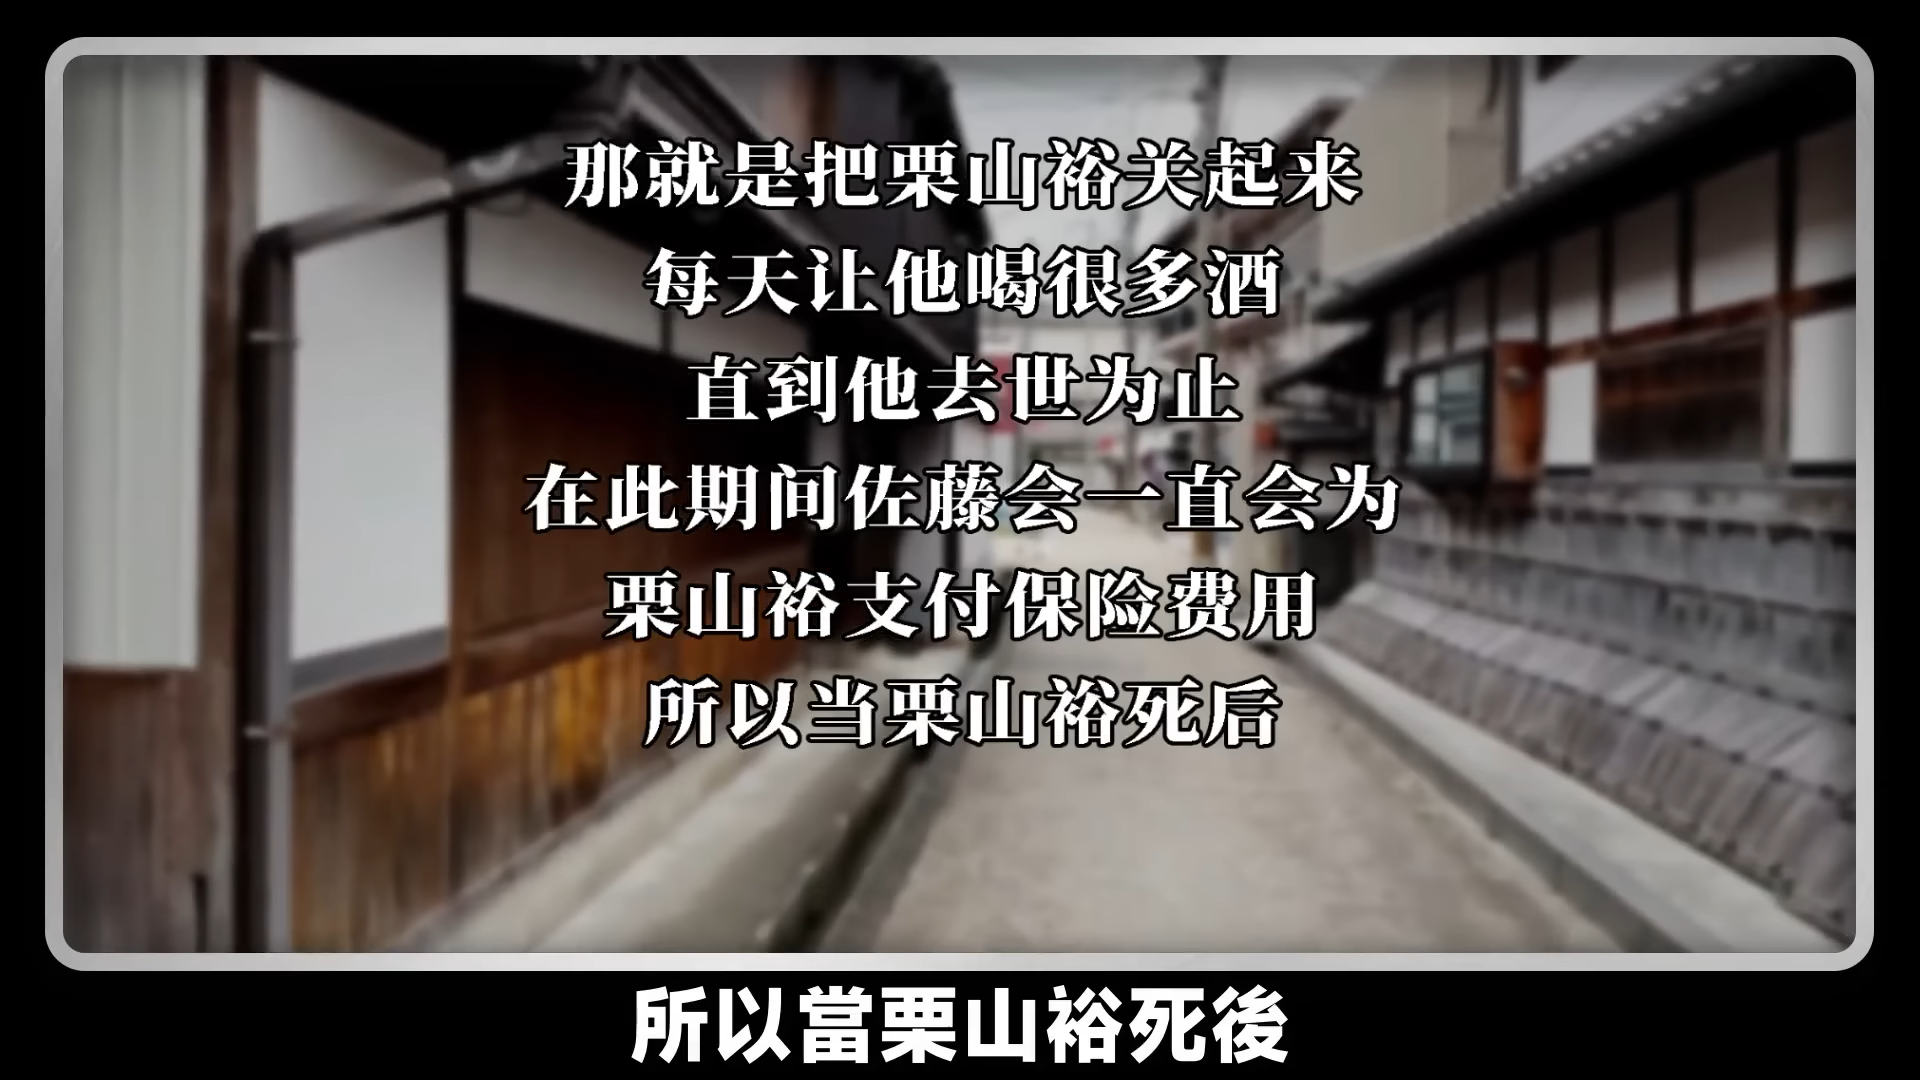 那就是把栗山裕关起来
每天让他喝很多酒
直到他去世为止
在此期间佐藤会一直会为
栗山裕支付保险费用
所以当栗山裕死后
所以當栗山裕死後